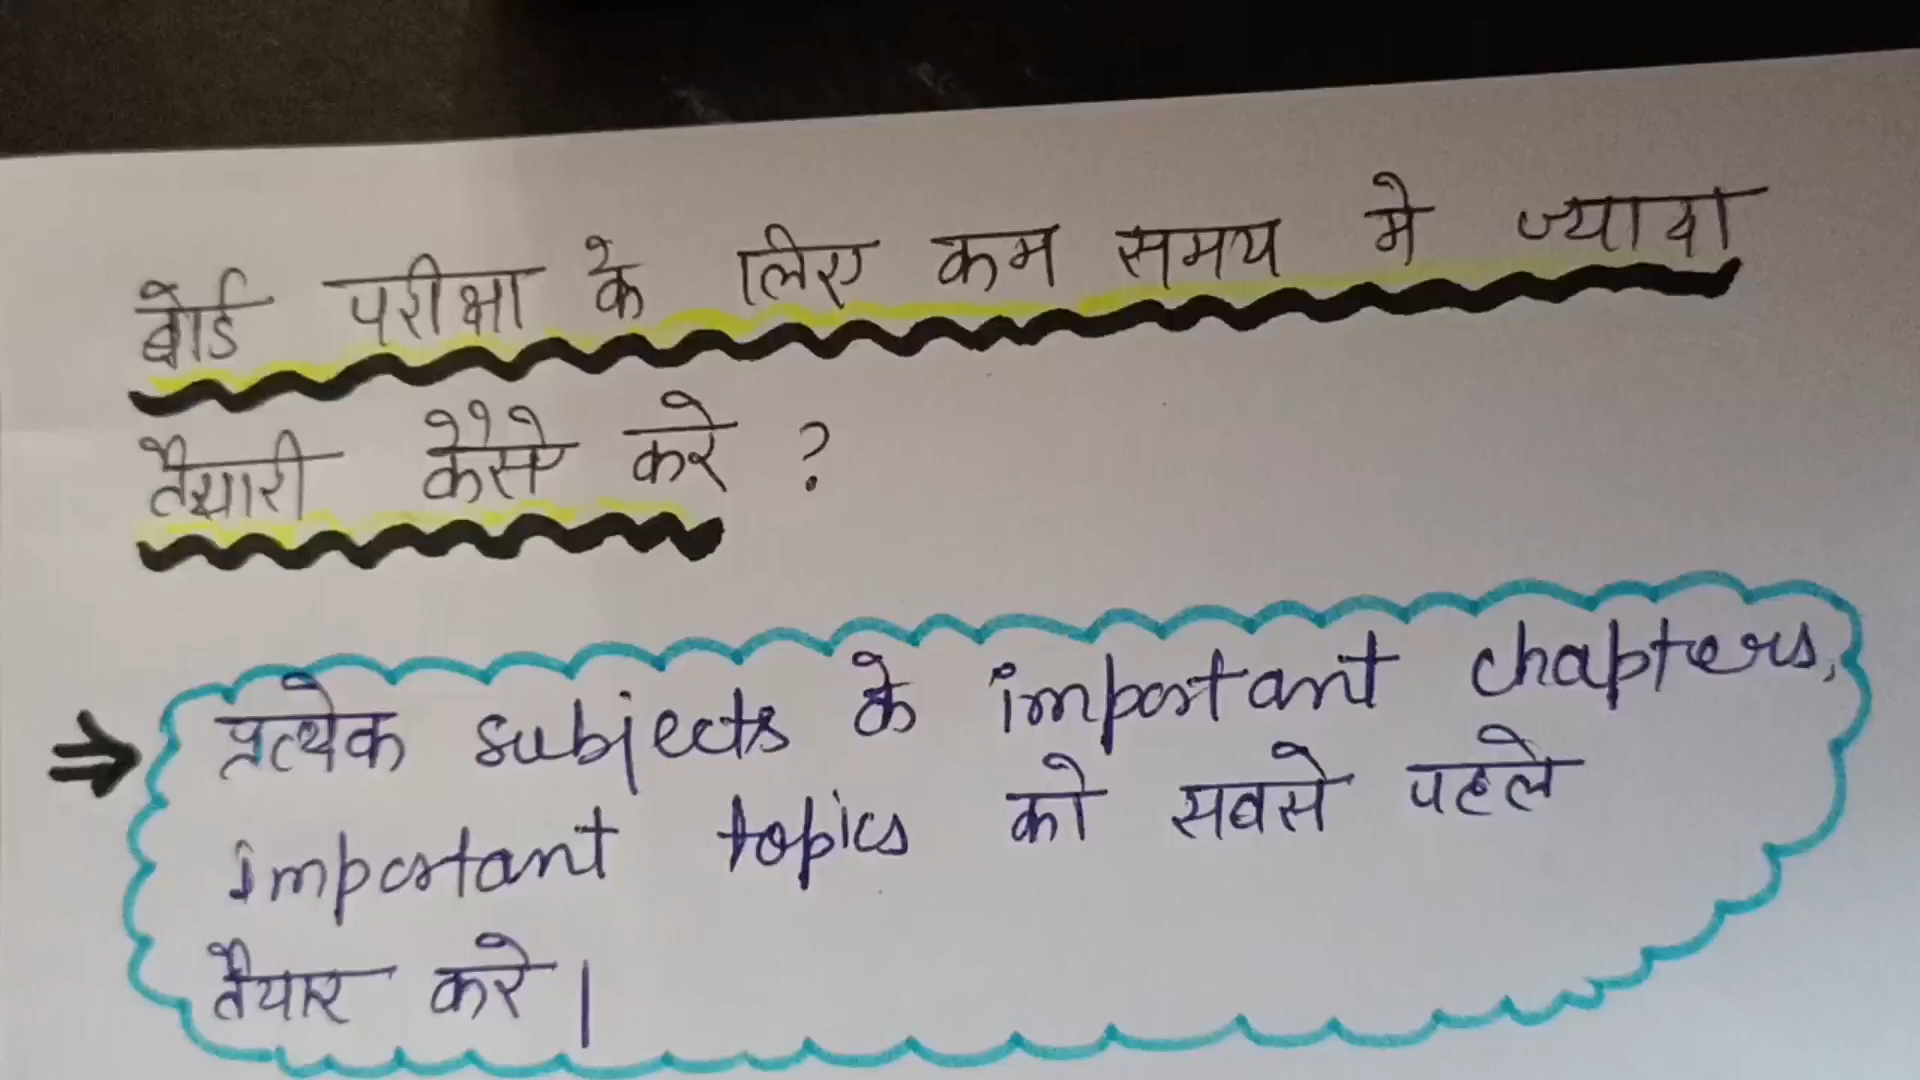 बोर्ड परीक्षा के लिए कम समय मे ज्यादा
तैयारी कैसे करे ?
प्रत्येक subjects के important chapters,
important topics को सबसे पहले
तैयार करे |